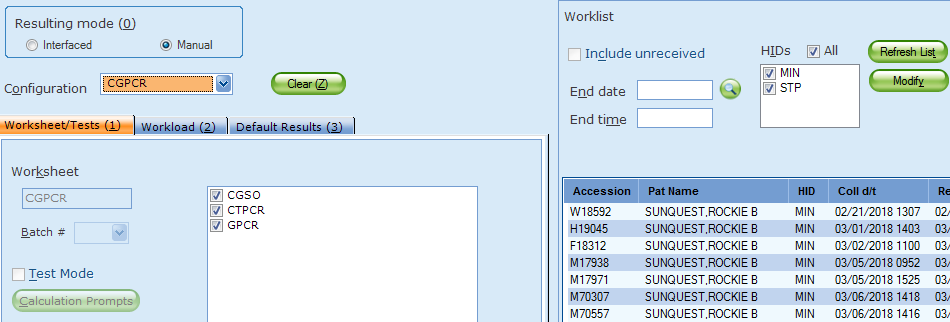 Resulting mode (0)
Interfaced Manual
Configuration CGPCR Clear (Z)
Worksheet/Tests (1) Workload (2) Default Results (3)
Worksheet
CGPCR
Batch #
Test Mode
Calculation Prompts
CGSO
CTPCR
GPCR
Worklist
Include unreceived
HIDs All
MIN
STP
Refresh List
Modify
End date
End time
Accession Pat Name HID Coll d/t Re
W18592 SUNQUEST,ROCKIE B MIN 02/21/2018 1307 02/
H19045 SUNQUEST,ROCKIE B MIN 03/01/2018 1403 03/
F18312 SUNQUEST,ROCKIE B MIN 03/02/2018 1100 03/
M17938 SUNQUEST,ROCKIE B MIN 03/05/2018 0952 03/
M17971 SUNQUEST,ROCKIE B MIN 03/05/2018 1525 03/
M70307 SUNQUEST,ROCKIE B MIN 03/06/2018 1418 03/
M70557 SUNQUEST,ROCKIE B MIN 03/06/2018 1416 03/